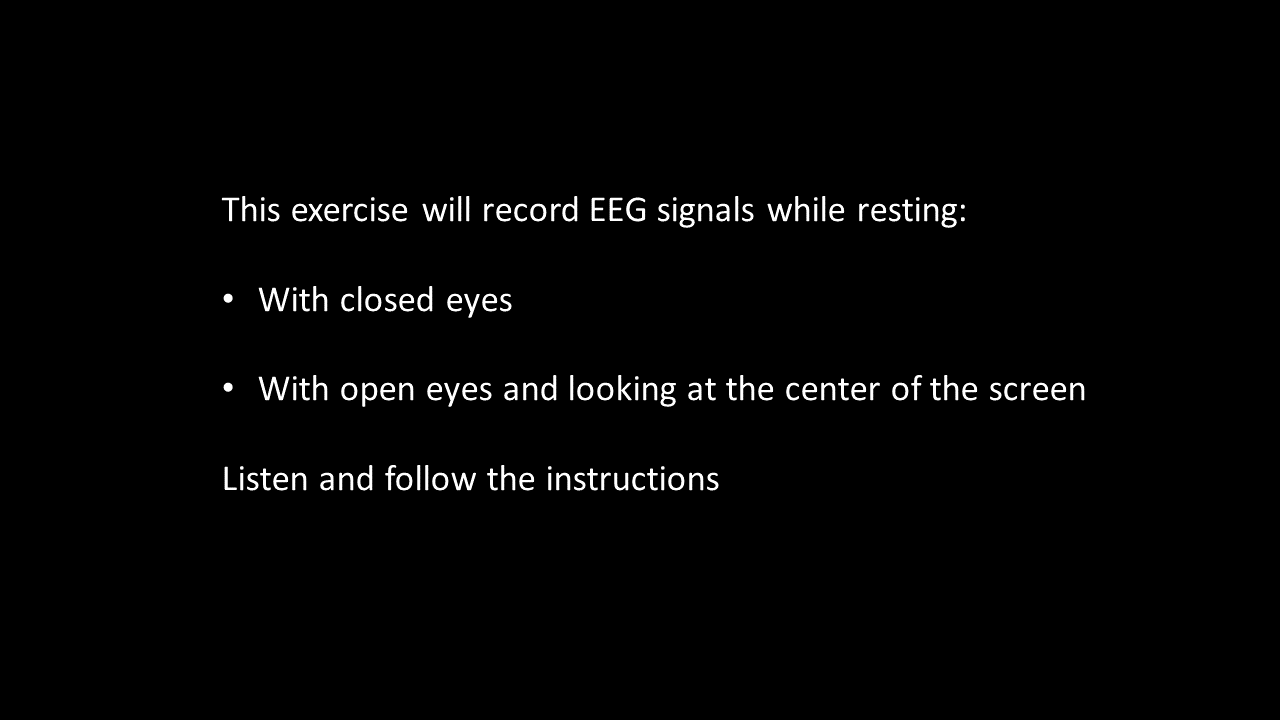 This exercise will record EEG signals while resting:
• With closed eyes
• With open eyes and looking at the center of the screen
Listen and follow the instructions